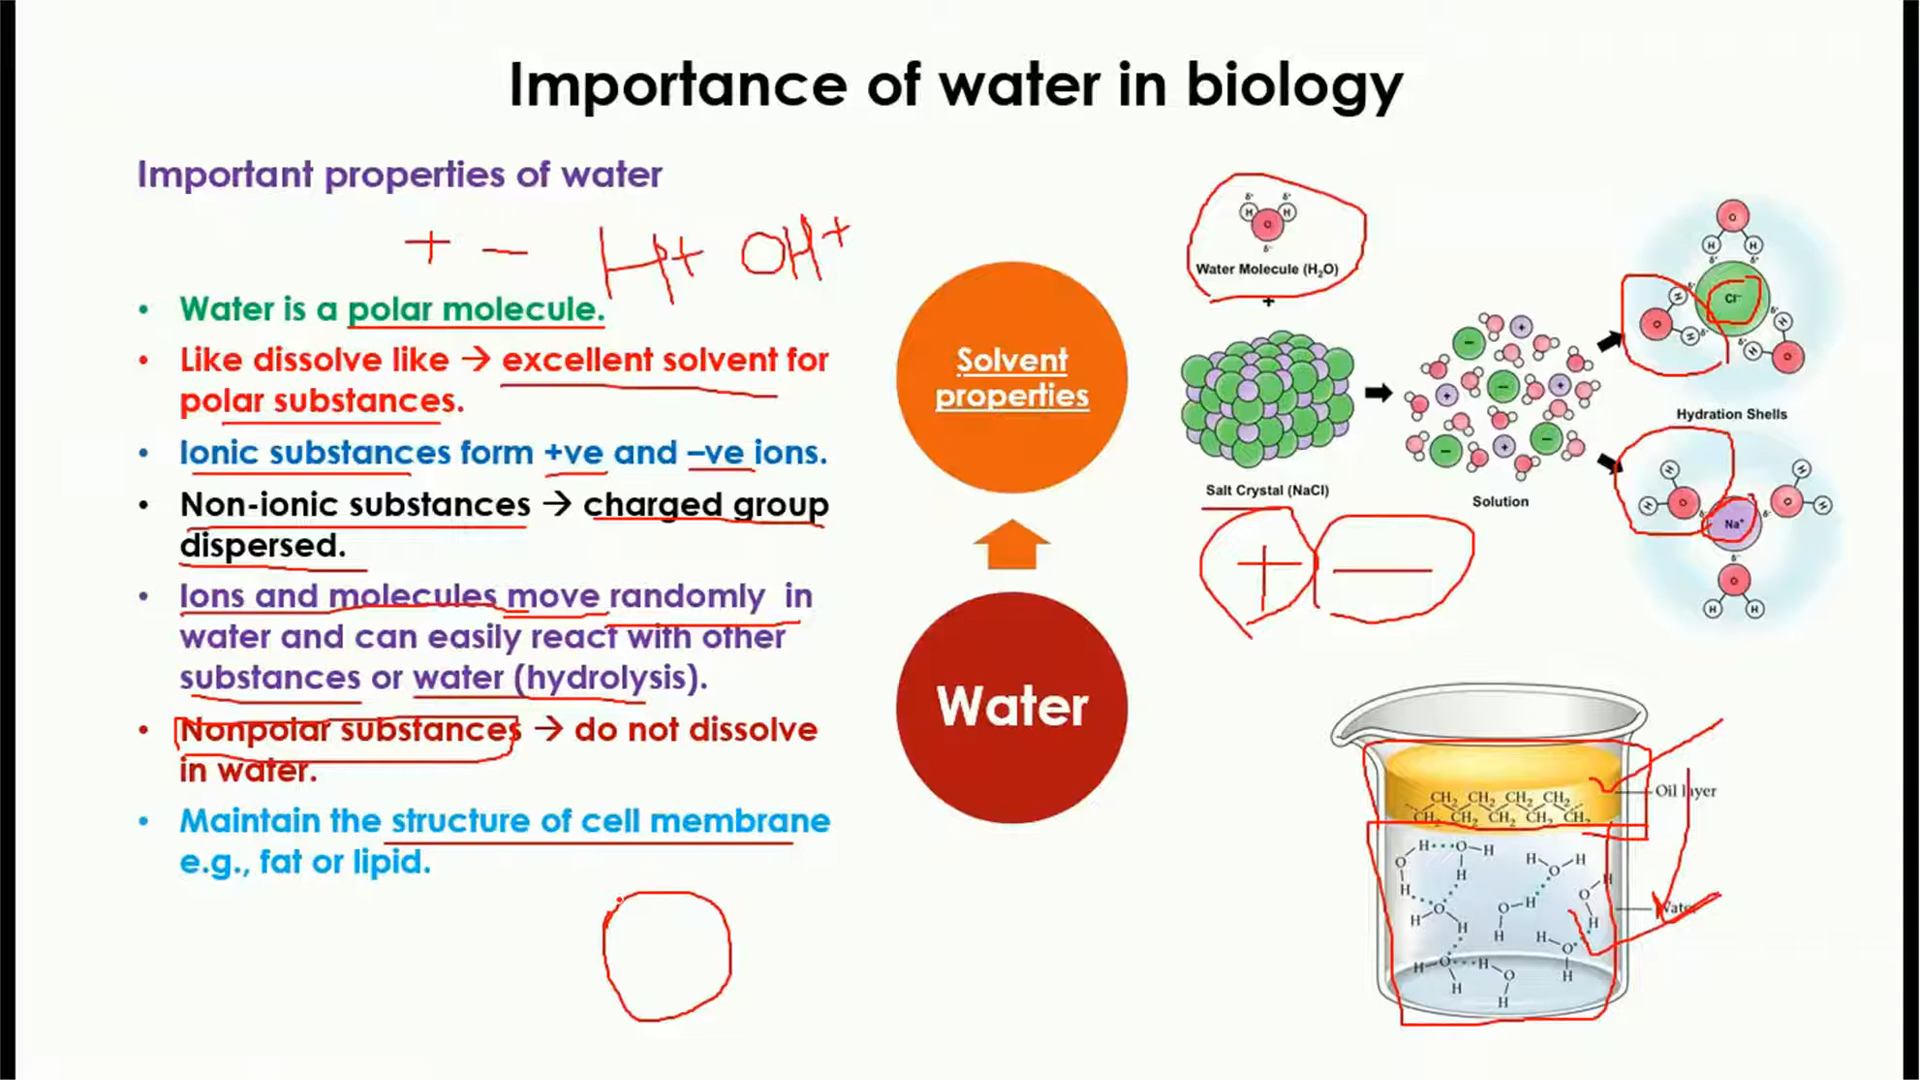 Importance of water in biology
Important properties of water
+ − H+ OH+
• Water is a polar molecule.
• Like dissolve like → excellent solvent for
polar substances.
• Ionic substances form +ve and –ve ions.
• Non-ionic substances → charged group
dispersed.
• Ions and molecules move randomly in
water and can easily react with other
substances or water (hydrolysis).
• Nonpolar substances → do not dissolve
in water.
• Maintain the structure of cell membrane
e.g., fat or lipid.
Solvent
properties
Water
δ+ δ+
H H
O
δ-
Water Molecule (H₂O)
+
Salt Crystal (NaCl)
+ −
Solution
O
H H
δ+ δ+
Cl⁻
H
O
H
H
H
O
Hydration Shells
H
H
O
Na⁺
O
H
H
δ-
O
H H
Oil layer
CH₂ CH₂ CH₂ CH₂
CH₂ CH₂ CH₂ CH₂
H O H
O H H O H
H H
O H O
H O H O H H
H H O
H O H O H
H H
Water